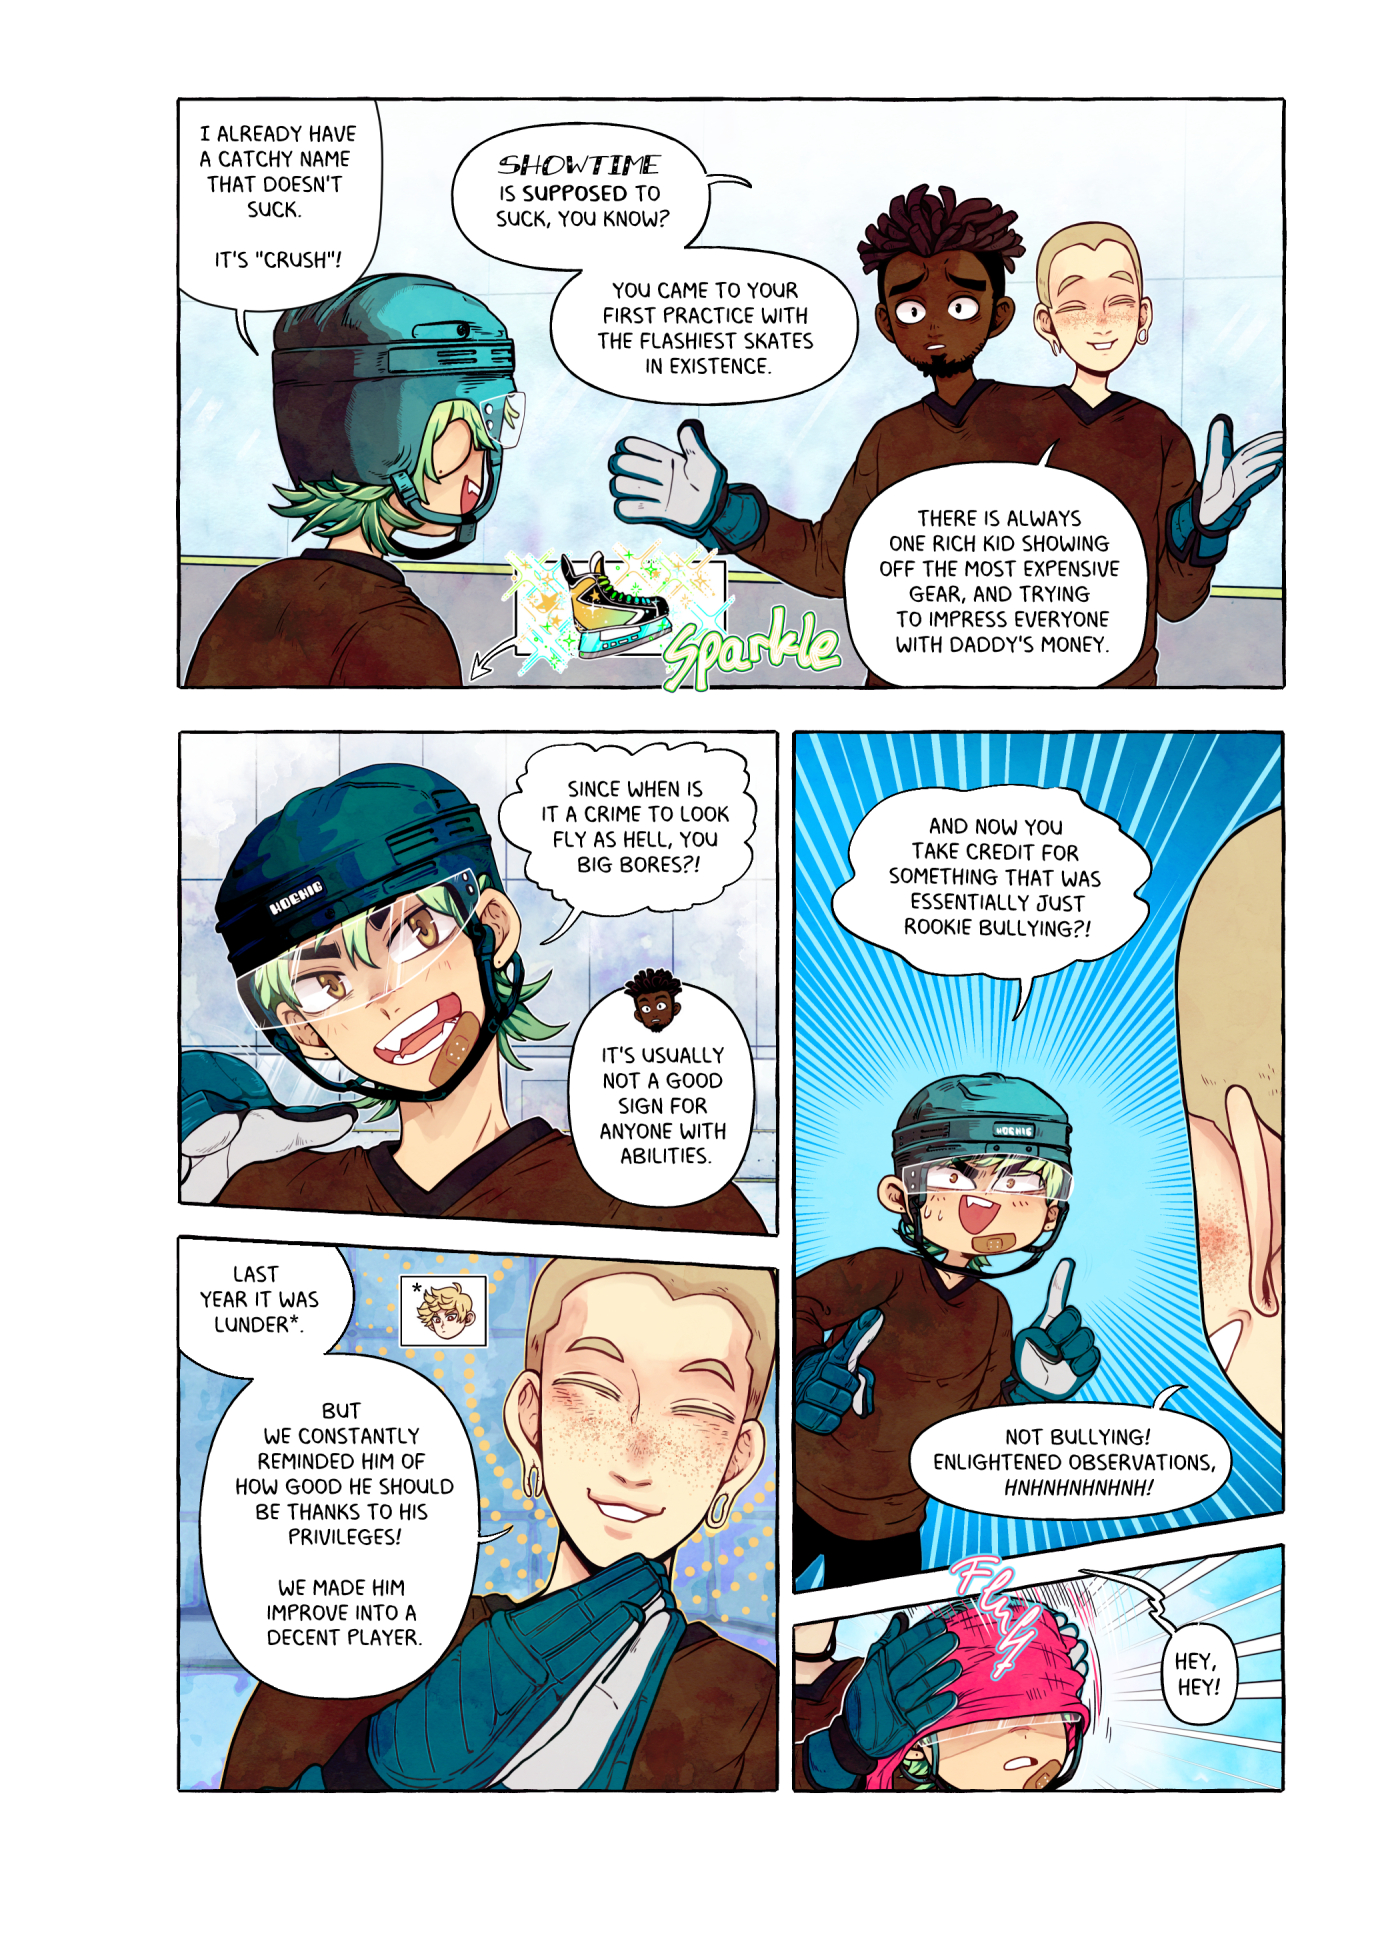 I ALREADY HAVE
A CATCHY NAME
THAT DOESN'T
SUCK.
IT'S "CRUSH"!
SHOWTIME
IS SUPPOSED TO
SUCK, YOU KNOW?
YOU CAME TO YOUR
FIRST PRACTICE WITH
THE FLASHIEST SKATES
IN EXISTENCE.
THERE IS ALWAYS
ONE RICH KID SHOWING
OFF THE MOST EXPENSIVE
GEAR, AND TRYING
TO IMPRESS EVERYONE
WITH DADDY'S MONEY.
Sparkle
SINCE WHEN IS
IT A CRIME TO LOOK
FLY AS HELL, YOU
BIG BORES?!
HOCHIG
IT'S USUALLY
NOT A GOOD
SIGN FOR
ANYONE WITH
ABILITIES.
LAST
YEAR IT WAS
LUNDER*.
*
BUT
WE CONSTANTLY
REMINDED HIM OF
HOW GOOD HE SHOULD
BE THANKS TO HIS
PRIVILEGES!
WE MADE HIM
IMPROVE INTO A
DECENT PLAYER.
AND NOW YOU
TAKE CREDIT FOR
SOMETHING THAT WAS
ESSENTIALLY JUST
ROOKIE BULLYING?!
HOCHIG
NOT BULLYING!
ENLIGHTENED OBSERVATIONS,
HNHNHNHNHNH!
HEY,
HEY!